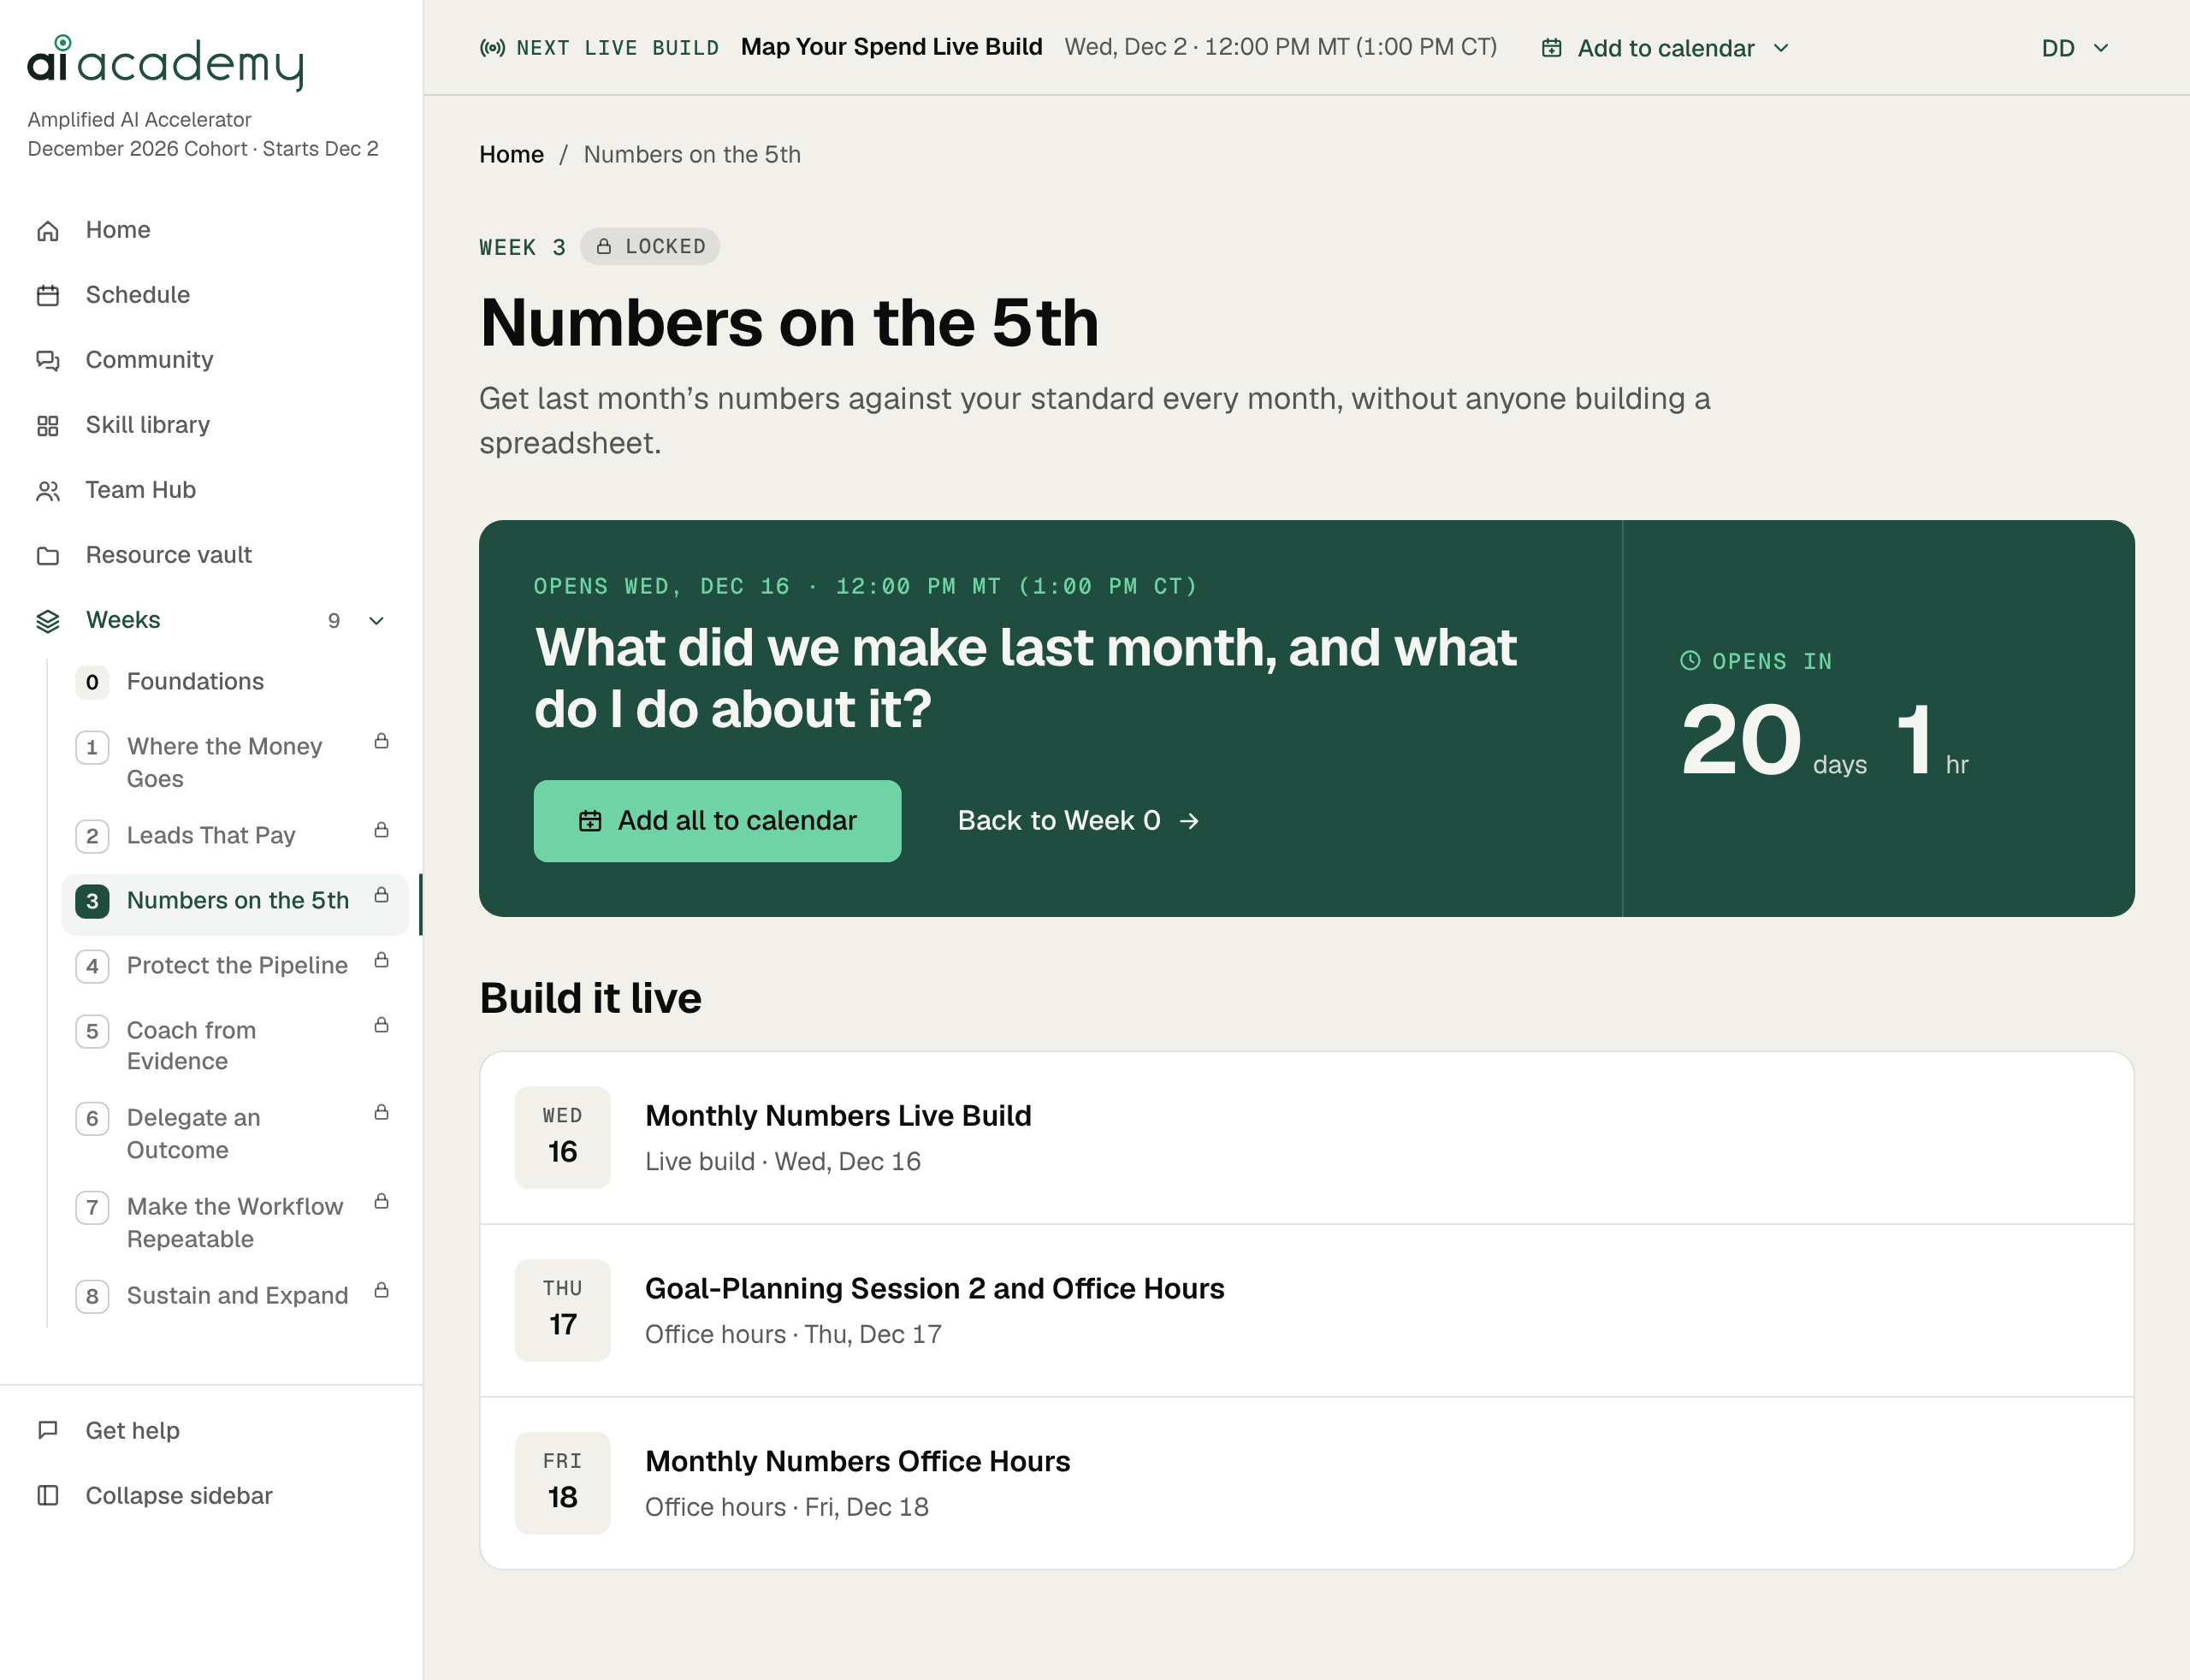 ai academy
Amplified AI Accelerator
December 2026 Cohort · Starts Dec 2
Home
Schedule
Community
Skill library
Team Hub
Resource vault
Weeks 9
0 Foundations
1 Where the Money
Goes
2 Leads That Pay
3 Numbers on the 5th
4 Protect the Pipeline
5 Coach from
Evidence
6 Delegate an
Outcome
7 Make the Workflow
Repeatable
8 Sustain and Expand
Get help
Collapse sidebar
NEXT LIVE BUILD Map Your Spend Live Build Wed, Dec 2 · 12:00 PM MT (1:00 PM CT) Add to calendar DD
Home / Numbers on the 5th
WEEK 3 LOCKED
Numbers on the 5th
Get last month’s numbers against your standard every month, without anyone building a
spreadsheet.
OPENS WED, DEC 16 · 12:00 PM MT (1:00 PM CT)
What did we make last month, and what
do I do about it?
Add all to calendar Back to Week 0 →
OPENS IN
20 days 1 hr
Build it live
WED
16
Monthly Numbers Live Build
Live build · Wed, Dec 16
THU
17
Goal-Planning Session 2 and Office Hours
Office hours · Thu, Dec 17
FRI
18
Monthly Numbers Office Hours
Office hours · Fri, Dec 18